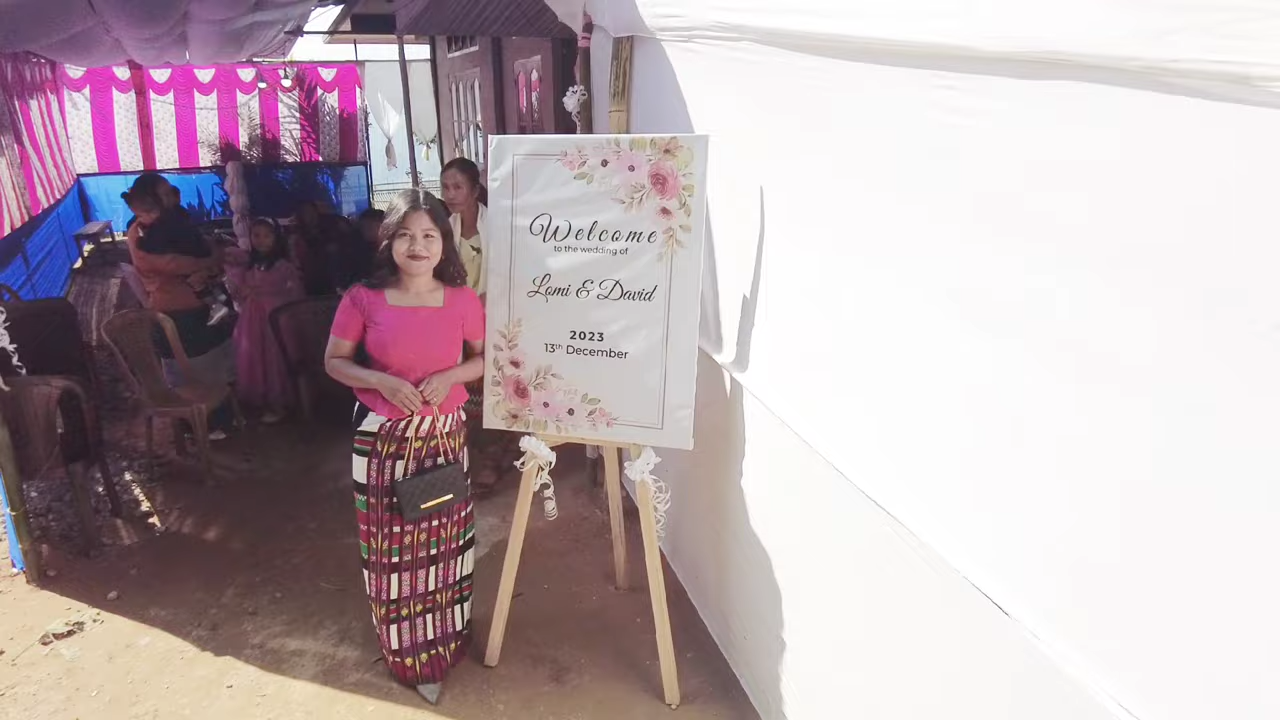 Welcome
to the wedding of
Lomi & David
2023
13th December